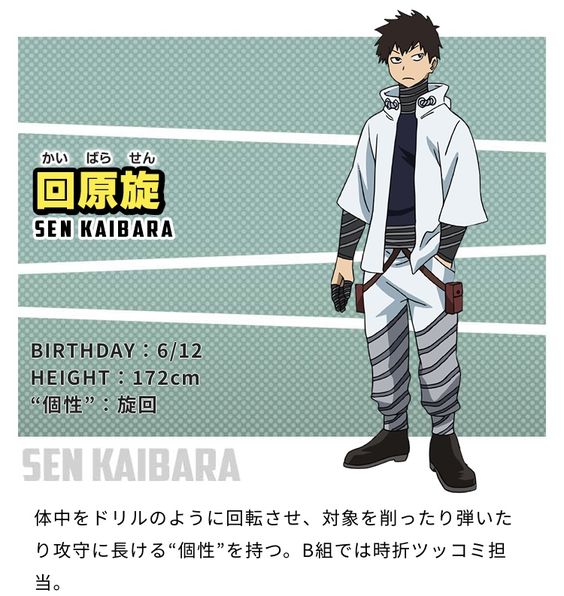 かい ばら せん
回原旋
SEN KAIBARA
BIRTHDAY：6/12
HEIGHT：172cm
“個性”：旋回
SEN KAIBARA
体中をドリルのように回転させ、対象を削ったり弾いた
り攻守に長ける“個性”を持つ。B組では時折ツッコミ担
当。